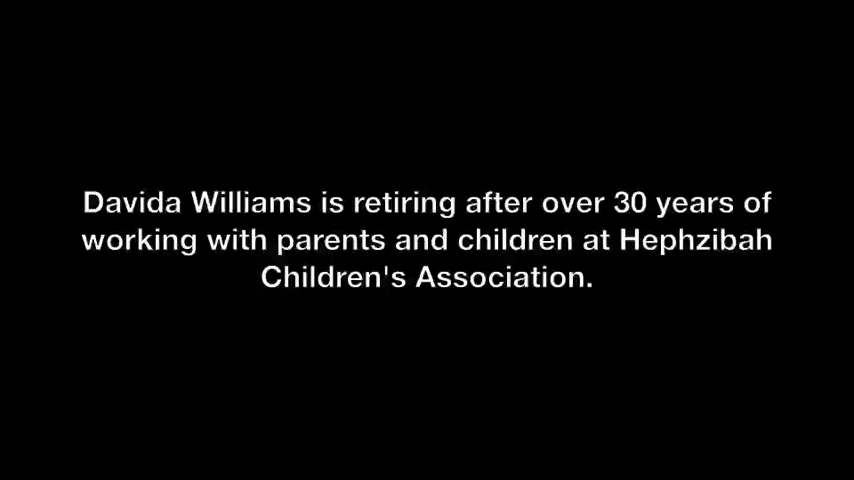 Davida Williams is retiring after over 30 years of
working with parents and children at Hephzibah
Children's Association.